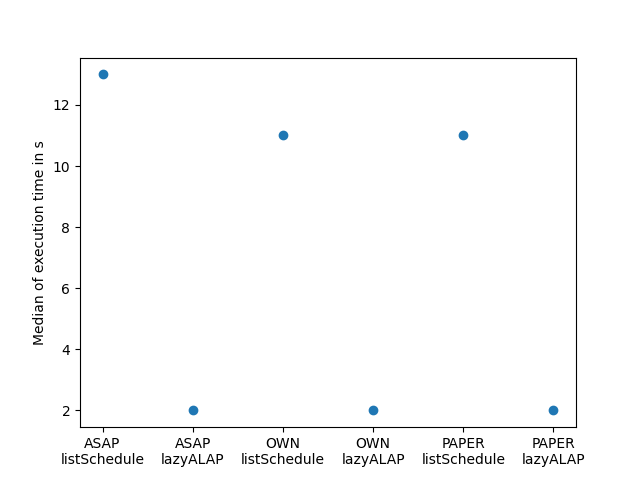 Median of execution time in s
12
10
8
6
4
2
ASAP
listSchedule
ASAP
lazyALAP
OWN
listSchedule
OWN
lazyALAP
PAPER
listSchedule
PAPER
lazyALAP